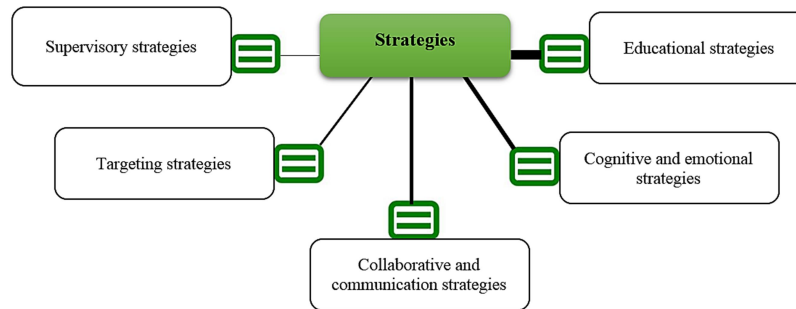 Strategies
Supervisory strategies
Educational strategies
Targeting strategies
Cognitive and emotional
strategies
Collaborative and
communication strategies